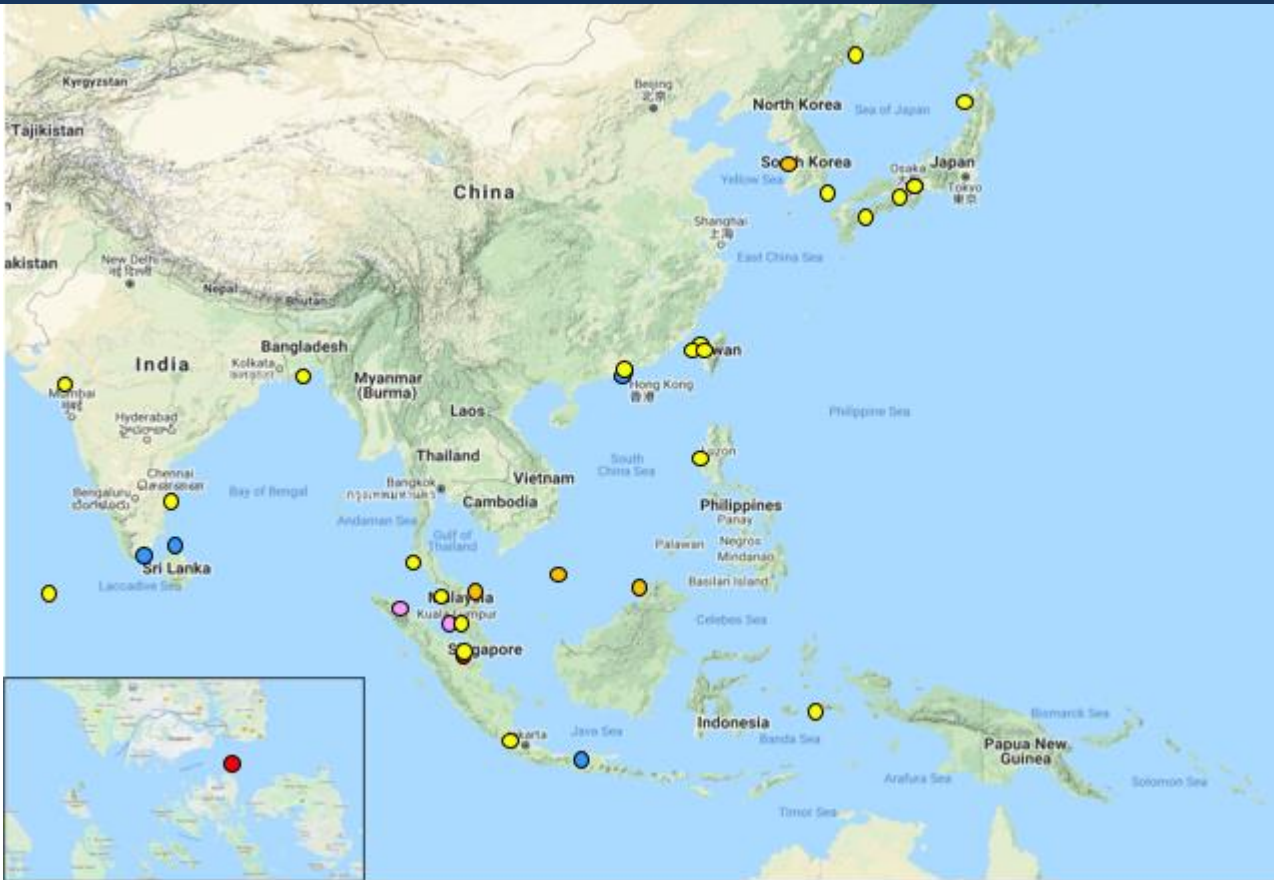 Kyrgyzstan
Tajikistan
akistan
Beijing
北京
North Korea
Sea of Japan
South Korea
Yellow Sea
Osaka
Japan
Tokyo
東京
China
Shanghai
上海
East China Sea
New Delhi
Nepal
Bhutan
Bangladesh
India
Kolkata
Myanmar
(Burma)
wan
Hong Kong
香港
Mumbai
मुंबई
Hyderabad
Laos
Philippine Sea
Thailand
South
China Sea
Luzon
Vietnam
Chennai
Bengaluru
Bay of Bengal
Bangkok
Cambodia
Philippines
Panay
Andaman Sea
Gulf of
Thailand
Palawan
Negros
Mindanao
Sri Lanka
Laccadive Sea
Basilan Island
Malaysia
Kuala Lumpur
Celebes Sea
Singapore
karta
Java Sea
Indonesia
Banda Sea
Bismarck Sea
Papua New
Guinea
Arafura Sea
Solomon Sea
Timor Sea